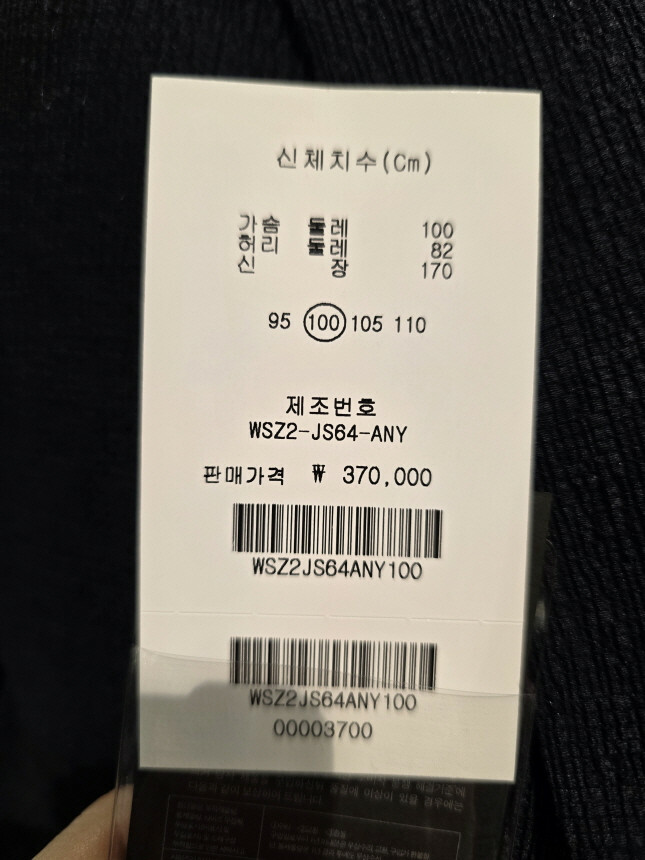 신체치수(Cm)
가슴 둘레 100
허리 둘레 82
신 장 170
95 100 105 110
제조번호
WSZ2-JS64-ANY
판매가격 ₩ 370,000
WSZ2JS64ANY100
WSZ2JS64ANY100
00003700